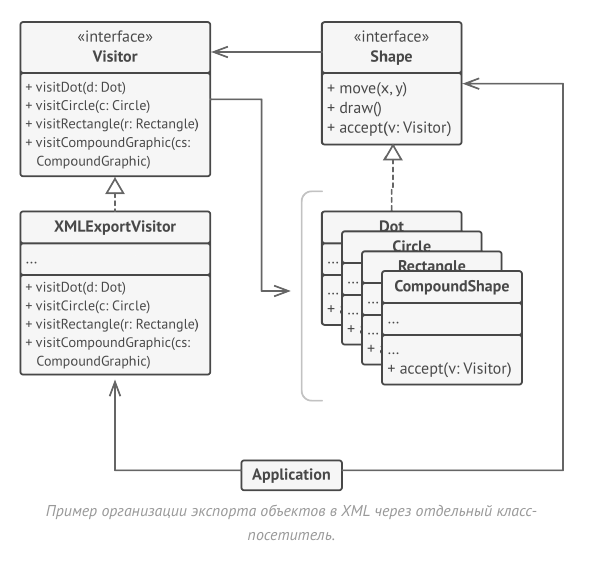 «interface»
Visitor
+ visitDot(d: Dot)
+ visitCircle(c: Circle)
+ visitRectangle(r: Rectangle)
+ visitCompoundGraphic(cs:
CompoundGraphic)
«interface»
Shape
+ move(x, y)
+ draw()
+ accept(v: Visitor)
XMLExportVisitor
...
+ visitDot(d: Dot)
+ visitCircle(c: Circle)
+ visitRectangle(r: Rectangle)
+ visitCompoundGraphic(cs:
CompoundGraphic)
Dot
...
...
+
Circle
...
...
+
Rectangle
...
...
+
CompoundShape
...
...
+ accept(v: Visitor)
Application
Пример организации экспорта объектов в XML через отдельный класс-
посетитель.